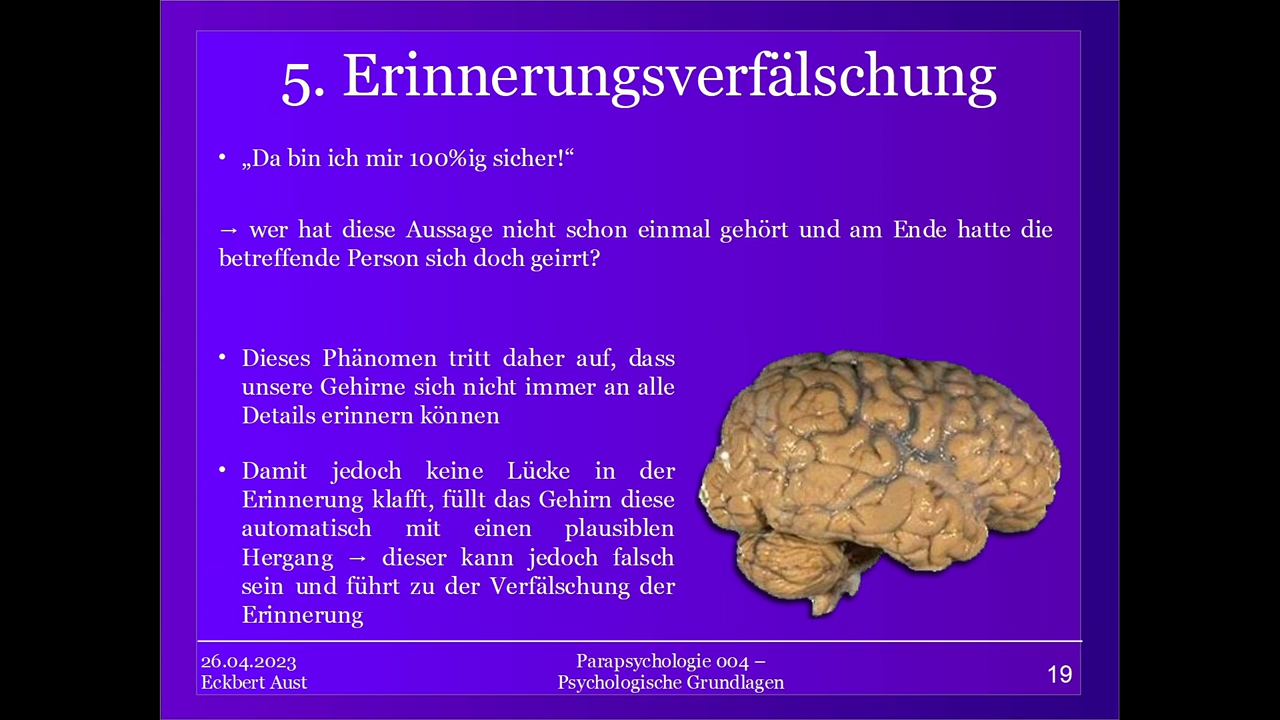 5. Erinnerungsverfälschung
• „Da bin ich mir 100%ig sicher!“
→ wer hat diese Aussage nicht schon einmal gehört und am Ende hatte die
betreffende Person sich doch geirrt?
• Dieses Phänomen tritt daher auf, dass
unsere Gehirne sich nicht immer an alle
Details erinnern können
• Damit jedoch keine Lücke in der
Erinnerung klafft, füllt das Gehirn diese
automatisch mit einen plausiblen
Hergang → dieser kann jedoch falsch
sein und führt zu der Verfälschung der
Erinnerung
26.04.2023
Eckbert Aust
Parapsychologie 004 –
Psychologische Grundlagen
19